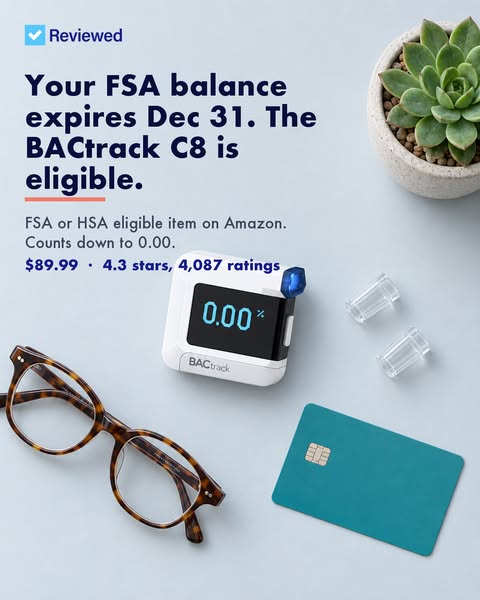 Reviewed
Your FSA balance
expires Dec 31. The
BACtrack C8 is
eligible.
FSA or HSA eligible item on Amazon.
Counts down to 0.00.
$89.99 · 4.3 stars, 4,087 ratings
0.00%
BACtrack